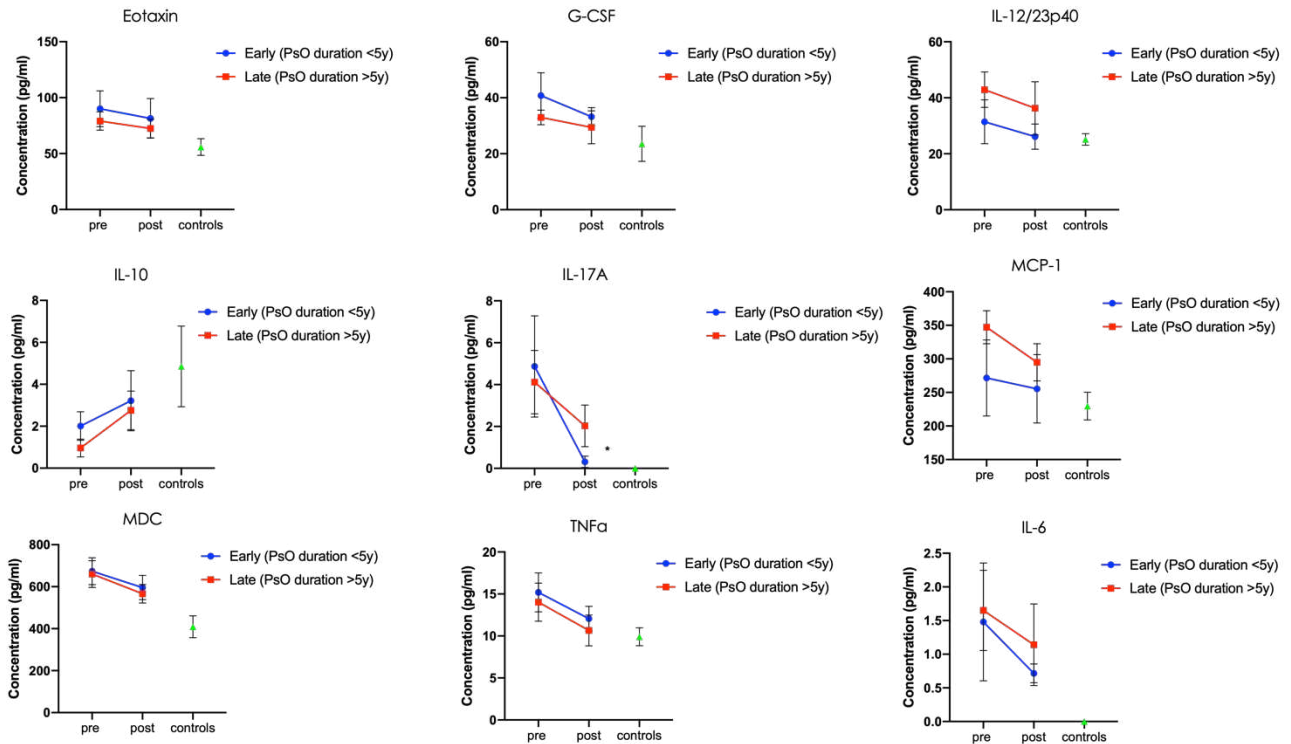 Eotaxin
Concentration (pg/ml)
150
100
50
0
pre
post
controls
Early (PsO duration <5y)
Late (PsO duration >5y)
G-CSF
Concentration (pg/ml)
60
40
20
0
pre
post
controls
Early (PsO duration <5y)
Late (PsO duration >5y)
IL-12/23p40
Concentration (pg/ml)
60
40
20
0
pre
post
controls
Early (PsO duration <5y)
Late (PsO duration >5y)
IL-10
Concentration (pg/ml)
8
6
4
2
0
pre
post
controls
Early (PsO duration <5y)
Late (PsO duration >5y)
IL-17A
Concentration (pg/ml)
8
6
4
2
0
*
pre
post
controls
Early (PsO duration <5y)
Late (PsO duration >5y)
MCP-1
Concentration (pg/ml)
400
350
300
250
200
150
pre
post
controls
Early (PsO duration <5y)
Late (PsO duration >5y)
MDC
Concentration (pg/ml)
800
600
400
200
0
pre
post
controls
Early (PsO duration <5y)
Late (PsO duration >5y)
TNFα
Concentration (pg/ml)
20
15
10
5
0
pre
post
controls
Early (PsO duration <5y)
Late (PsO duration >5y)
IL-6
Concentration (pg/ml)
2.5
2.0
1.5
1.0
0.5
0.0
pre
post
controls
Early (PsO duration <5y)
Late (PsO duration >5y)